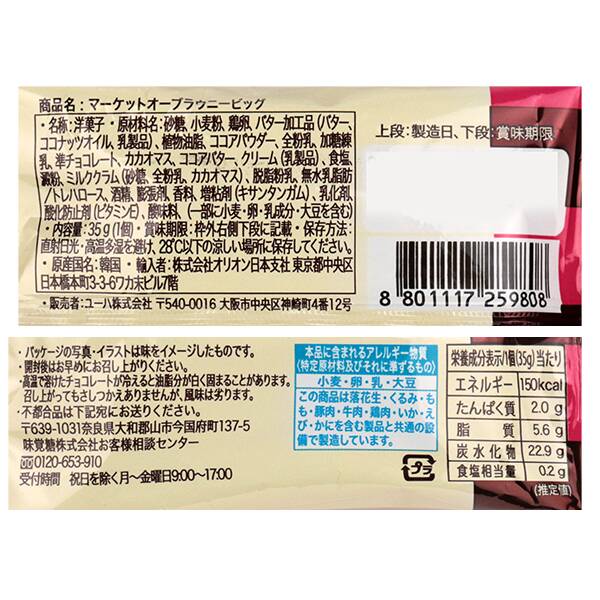 商品名：マーケットオーブラウニービッグ
・名称：洋菓子・原材料名：砂糖、小麦粉、鶏卵、バター加工品（バター、
ココナッツオイル、乳製品）、植物油脂、ココアパウダー、全粉乳、加糖練
乳、準チョコレート、カカオマス、ココアバター、クリーム（乳製品）、食塩、
澱粉、ミルククラム（砂糖、全粉乳、カカオマス）、脱脂粉乳、無水乳脂肪
/トレハロース、酒精、膨張剤、香料、増粘剤（キサンタンガム）、乳化剤、
酸化防止剤（ビタミンE）、酸味料、（一部に小麦・卵・乳成分・大豆を含む）
・内容量：35g（1個）・賞味期限：枠外右側下段に記載・保存方法：
直射日光・高温多湿を避け、28℃以下の涼しい場所に保存してください。
・原産国名：韓国・輸入者：株式会社オリオン日本支社 東京都中央区
日本橋本町3-3-6ワカ末ビル7階
・販売者：ユーハ株式会社 〒540-0016 大阪市中央区神崎町4番12号
上段：製造日、下段：賞味期限
8 801117 259808
・パッケージの写真・イラストは味をイメージしたものです。
・開封後はお早めにお召し上がりください。
・高温で溶けたチョコレートが冷えると油脂分が白く固まることがあります。
召し上がってもさしつかえありませんが、風味は劣ります。
・不都合品は下記宛にお送りください。
〒639-1031奈良県大和郡山市今国府町137-5
味覚糖株式会社お客様相談センター
0120-653-910
受付時間 祝日を除く月〜金曜日9:00〜17:00
本品に含まれるアレルギー物質
（特定原材料及びそれに準ずるもの）
小麦・卵・乳・大豆
この商品は落花生・くるみ・も
も・豚肉・牛肉・鶏肉・いか・え
び・かにを含む製品と共通の設
備で製造しています。
プラ
栄養成分表示/1個(35g)当たり
エネルギー 150kcal
たんぱく質 2.0 g
脂質 5.6 g
炭水化物 22.9 g
食塩相当量 0.2 g
(推定値)